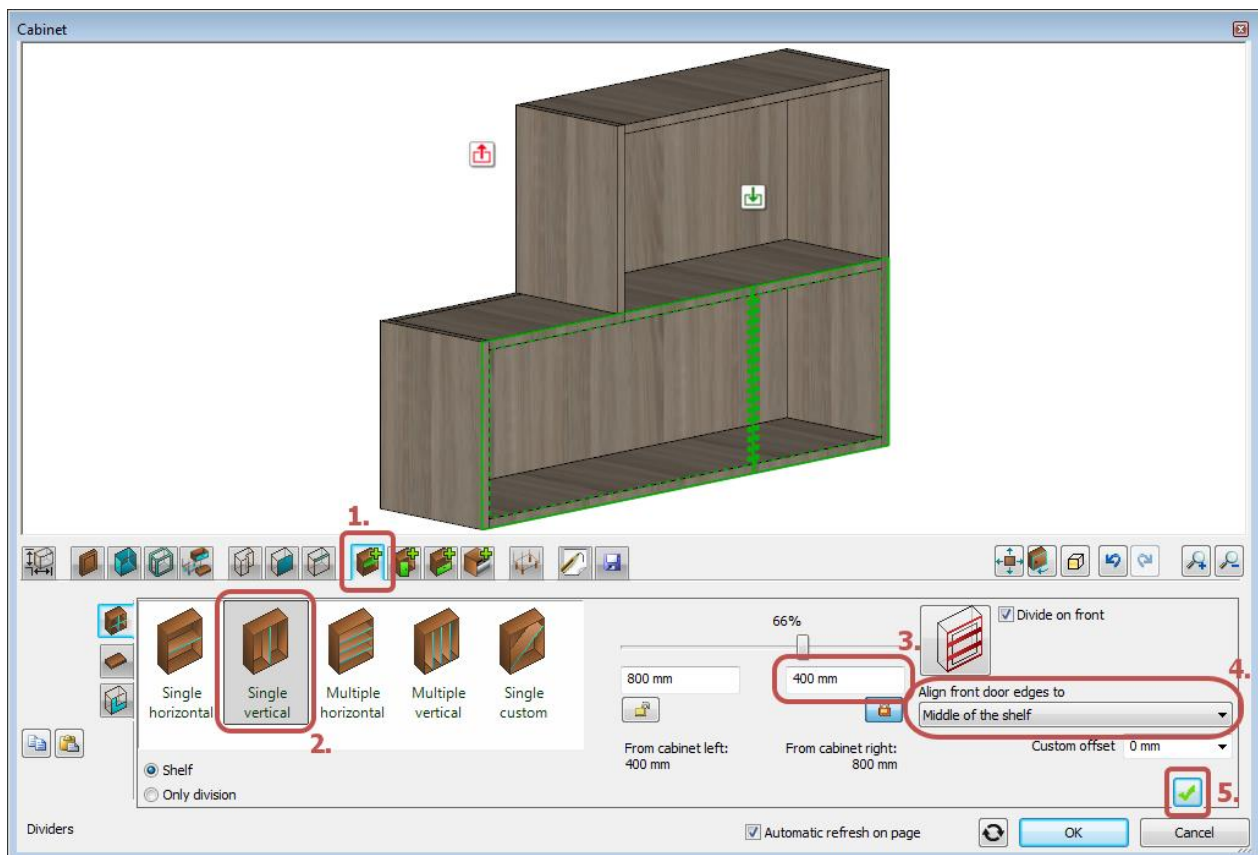 Cabinet
1.
66%
3.
Divide on front
4.
800 mm
400 mm
Align front door edges to
Middle of the shelf
Single
horizontal
Single
vertical
Multiple
horizontal
Multiple
vertical
Single
custom
2.
From cabinet left:
400 mm
From cabinet right:
800 mm
Custom offset 0 mm
Shelf
Only division
5.
Dividers
Automatic refresh on page
OK
Cancel